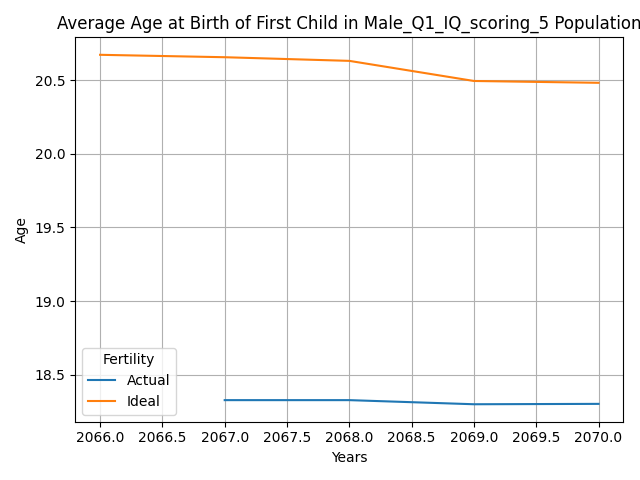 Average Age at Birth of First Child in Male_Q1_IQ_scoring_5 Population
Age
20.5
20.0
19.5
19.0
18.5
Fertility
Actual
Ideal
2066.0 2066.5 2067.0 2067.5 2068.0 2068.5 2069.0 2069.5 2070.0
Years